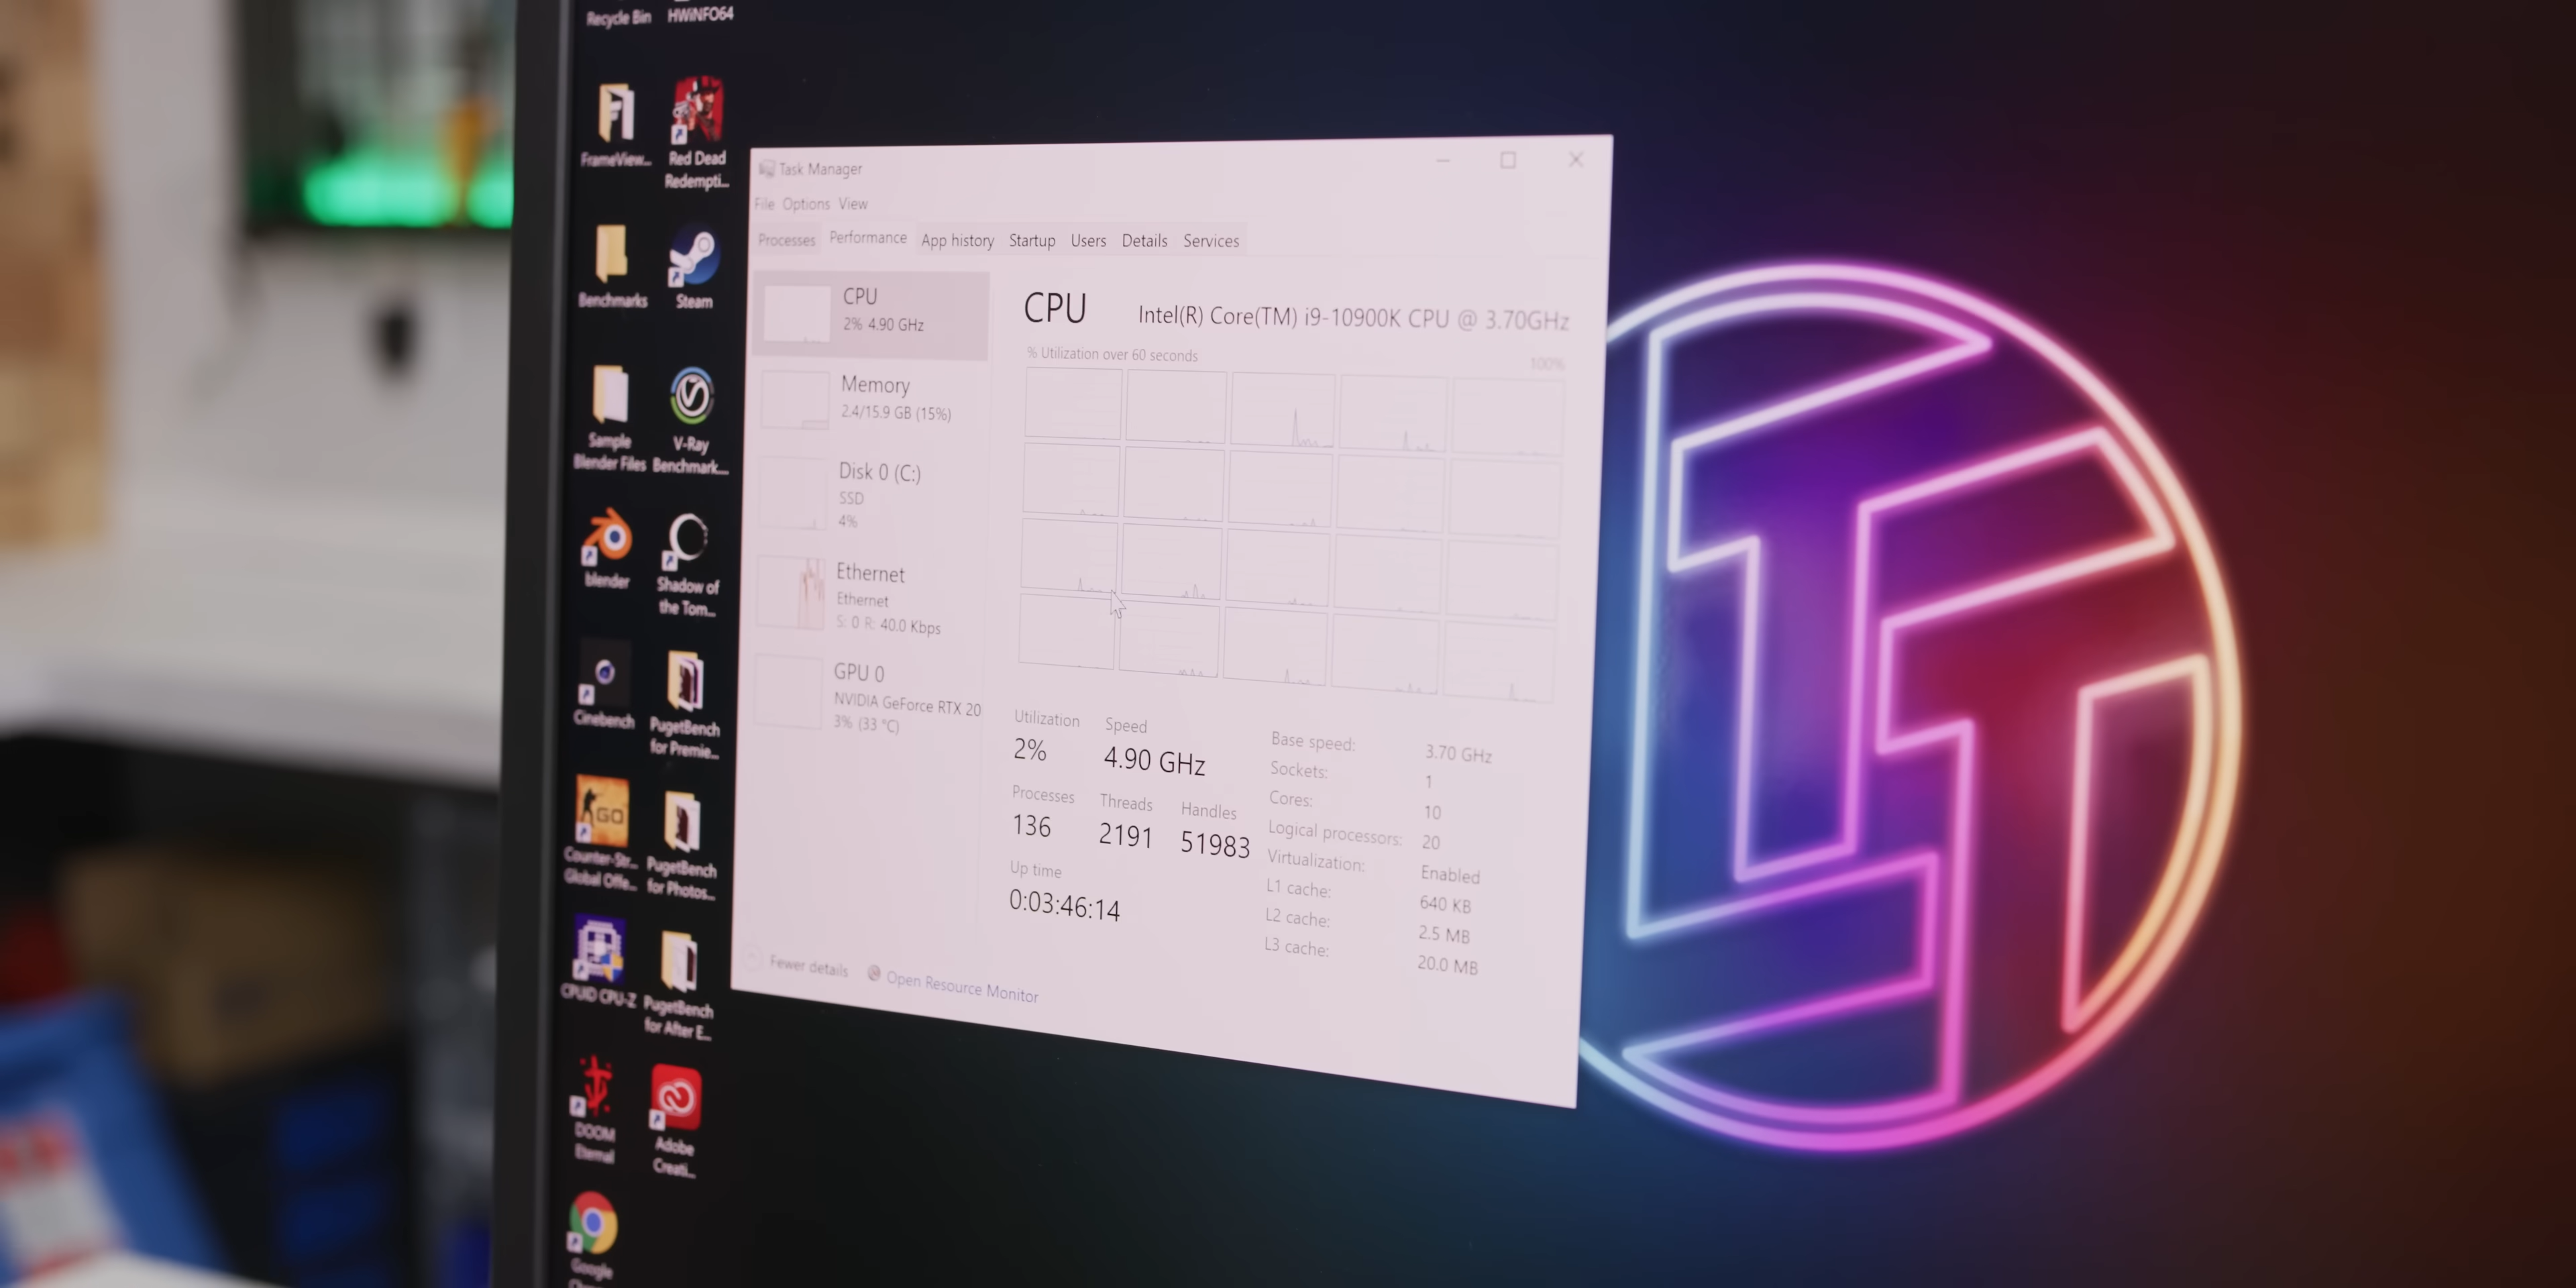 Recycle Bin
HWiNFO64
FrameView...
Red Dead
Redempti...
Benchmarks
Steam
Sample
Blender Files
V-Ray
Benchmark...
blender
Shadow of
the Tom...
Cinebench
PugetBench
for Premie...
GO
Counter-Str...
Global Offe...
PugetBench
for Photos...
CPUID CPU-Z
PugetBench
for After E...
DOOM
Eternal
Adobe
Creati...
Google
Task Manager
File Options View
Processes Performance App history Startup Users Details Services
CPU
2% 4.90 GHz
Memory
2.4/15.9 GB (15%)
Disk 0 (C:)
SSD
4%
Ethernet
Ethernet
S: 0 R: 40.0 Kbps
GPU 0
NVIDIA GeForce RTX 20
3% (33 °C)
CPU Intel(R) Core(TM) i9-10900K CPU @ 3.70GHz
% Utilization over 60 seconds 100%
Utilization Speed
2% 4.90 GHz
Processes Threads Handles
136 2191 51983
Up time
0:03:46:14
Base speed: 3.70 GHz
Sockets: 1
Cores: 10
Logical processors: 20
Virtualization: Enabled
L1 cache: 640 KB
L2 cache: 2.5 MB
L3 cache: 20.0 MB
Fewer details Open Resource Monitor